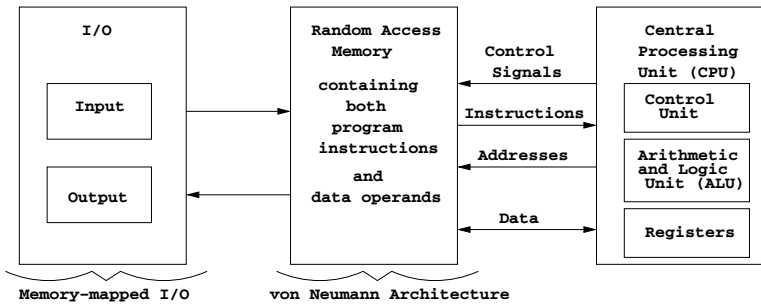 I/O
Input
Output
Memory-mapped I/O
Random Access
Memory
containing
both
program
instructions
and
data operands
von Neumann Architecture
Control
Signals
Instructions
Addresses
Data
Central
Processing
Unit (CPU)
Control
Unit
Arithmetic
and Logic
Unit (ALU)
Registers